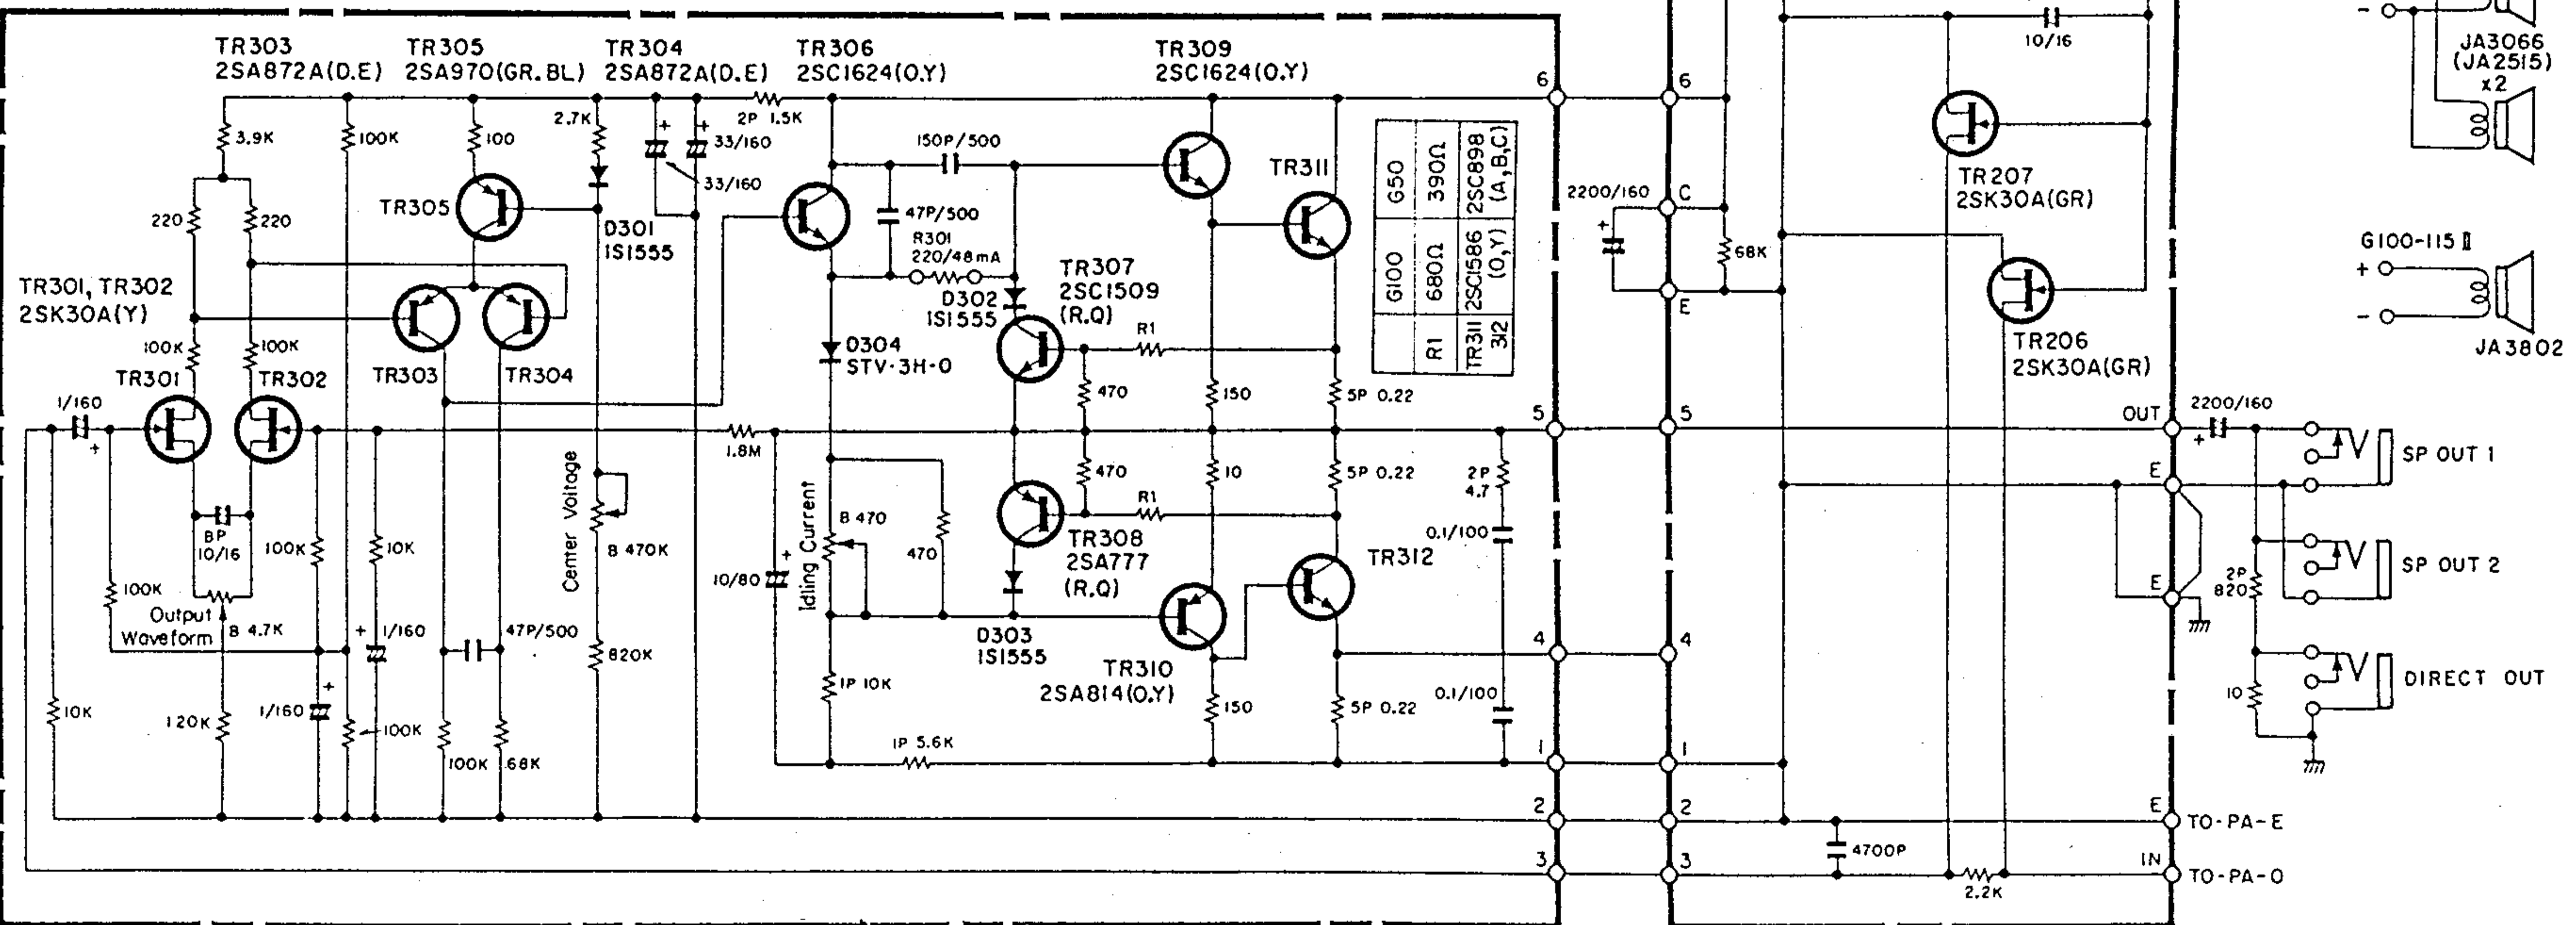 TR303
2SA872A(D.E)
TR305
2SA970(GR.BL)
TR304
2SA872A(D.E)
TR306
2SC1624(O.Y)
TR309
2SC1624(O.Y)
3.9K
100K
100
2.7K
+
+
33/160
33/160
2P 1.5K
150P/500
6
6
10/16
-
JA3066
(JA2515)
x2
220
220
TR305
D301
1S1555
47P/500
R301
220/48mA
TR311
G100
G50
R1
680Ω
390Ω
TR311
312
2SC1586
(O,Y)
2SC898
(A,B,C)
2200/160
+
C
68K
E
TR207
2SK30A(GR)
G100-115 II
+
-
JA3802
TR301, TR302
2SK30A(Y)
D302
1S1555
TR307
2SC1509
(R.Q)
R1
D304
STV-3H-O
TR206
2SK30A(GR)
100K
100K
TR301
TR302
TR303
TR304
1/160
+
470
150
5P 0.22
5
5
OUT
2200/160
+
SP OUT 1
1.8M
Center Voltage
B 470K
Idling Current
B 470
470
470
10
5P 0.22
2P
4.7
R1
0.1/100
E
BP
10/16
100K
10K
10/80
+
TR308
2SA777
(R.Q)
TR312
SP OUT 2
E
2P
820
100K
Output
Waveform
B 4.7K
+
1/160
47P/500
820K
D303
1S1555
TR310
2SA814(O.Y)
4
4
DIRECT OUT
10
10K
120K
+
1/160
100K
100K
68K
1P 10K
150
5P 0.22
0.1/100
1P 5.6K
1
1
2
2
E
TO-PA-E
4700P
3
3
2.2K
IN
TO-PA-O